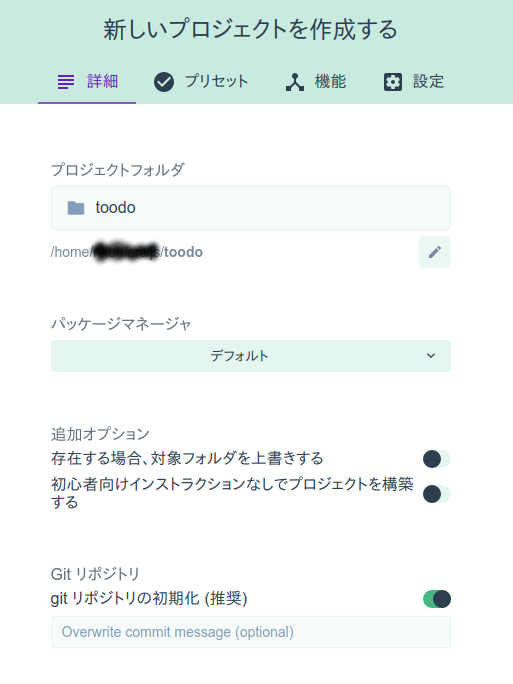 新しいプロジェクトを作成する
詳細 プリセット 機能 設定
プロジェクトフォルダ
toodo
/home/ /toodo
パッケージマネージャ
デフォルト
追加オプション
存在する場合、対象フォルダを上書きする
初心者向けインストラクションなしでプロジェクトを構築
する
Git リポジトリ
git リポジトリの初期化 (推奨)
Overwrite commit message (optional)